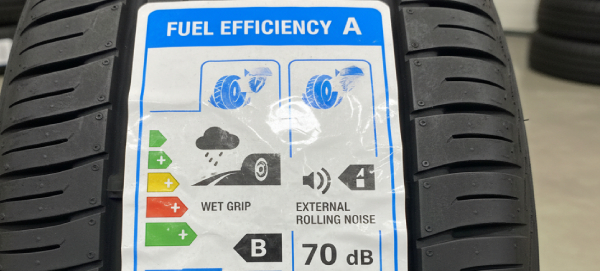 FUEL EFFICIENCY A
WET GRIP
EXTERNAL
ROLLING NOISE
B
70 dB